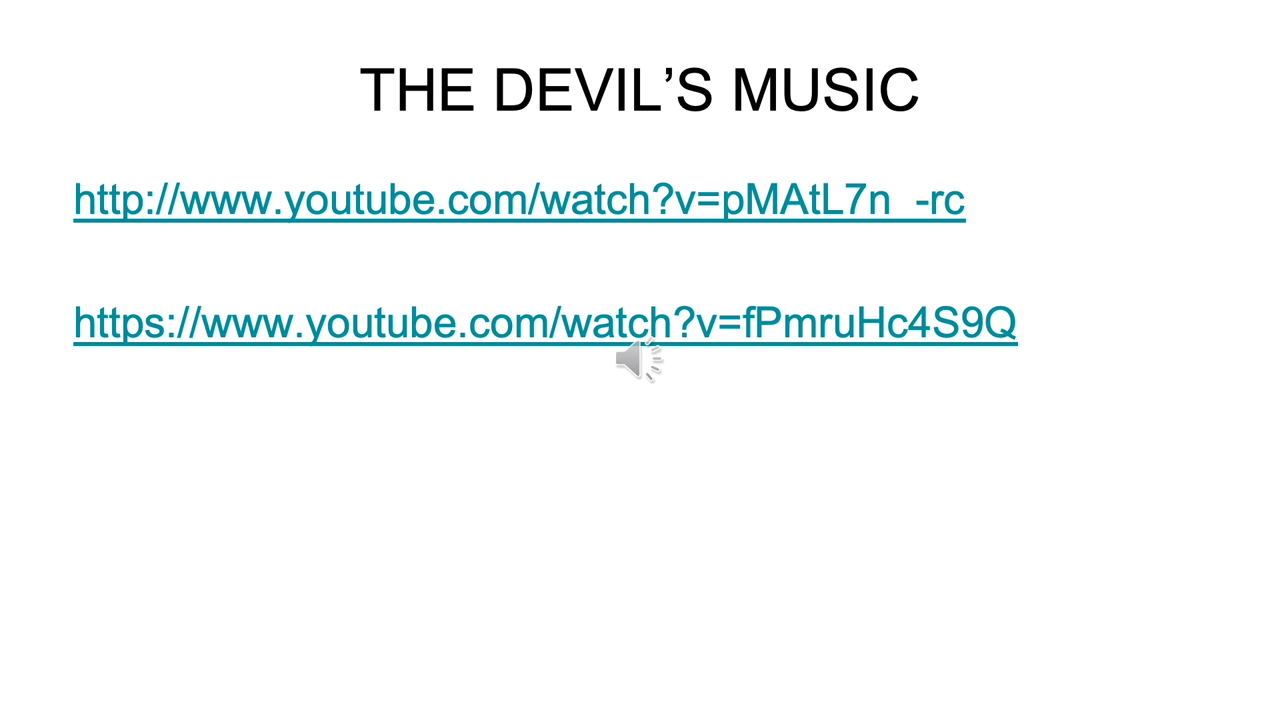 THE DEVIL’S MUSIC
http://www.youtube.com/watch?v=pMAtL7n_-rc
https://www.youtube.com/watch?v=fPmruHc4S9Q